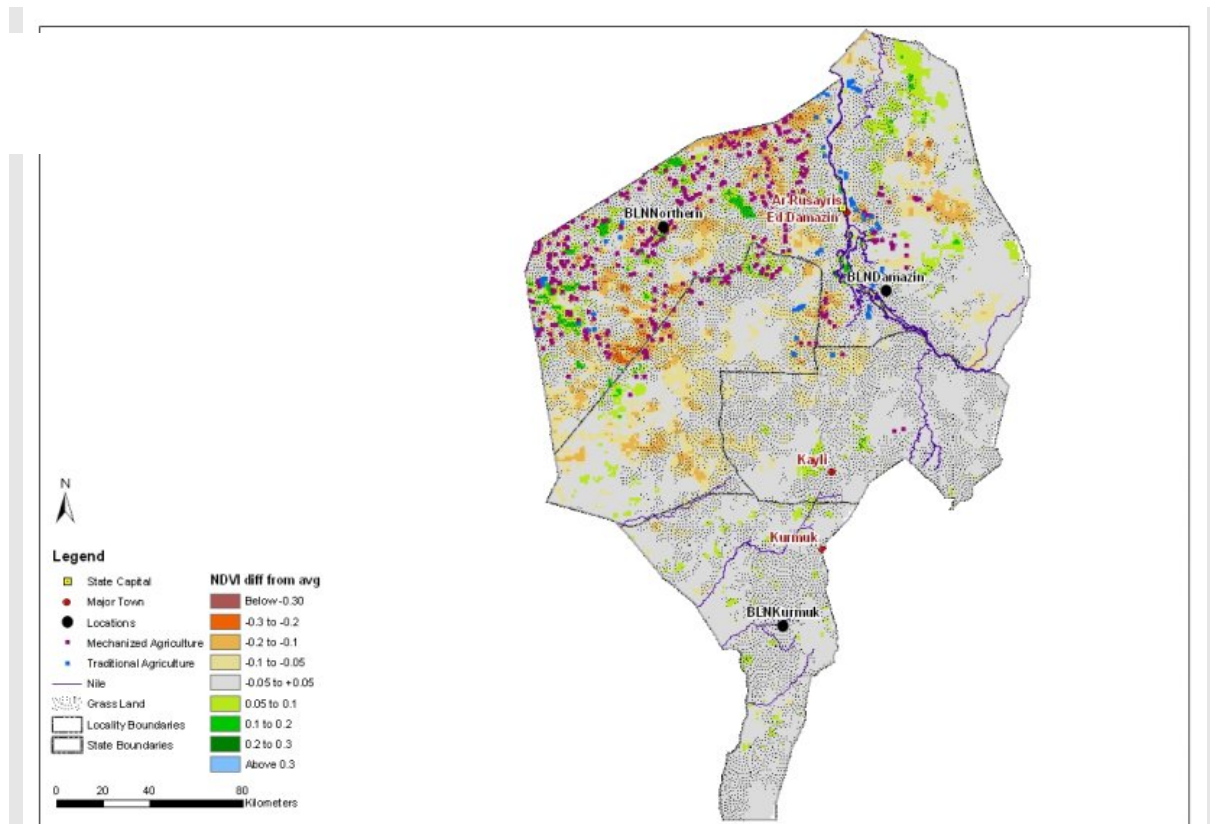 Ar Rusayris
Ed Damazin
BLNNorthern
BLNDamazin
Kayli
Kurmuk
BLNKurmuk
N
Legend
State Capital
Major Town
Locations
Mechanized Agriculture
Traditional Agriculture
Nile
Grass Land
Locality Boundaries
State Boundaries
NDVI diff from avg
Below -0.30
-0.3 to -0.2
-0.2 to -0.1
-0.1 to -0.05
-0.05 to +0.05
0.05 to 0.1
0.1 to 0.2
0.2 to 0.3
Above 0.3
0 20 40 80
Kilometers